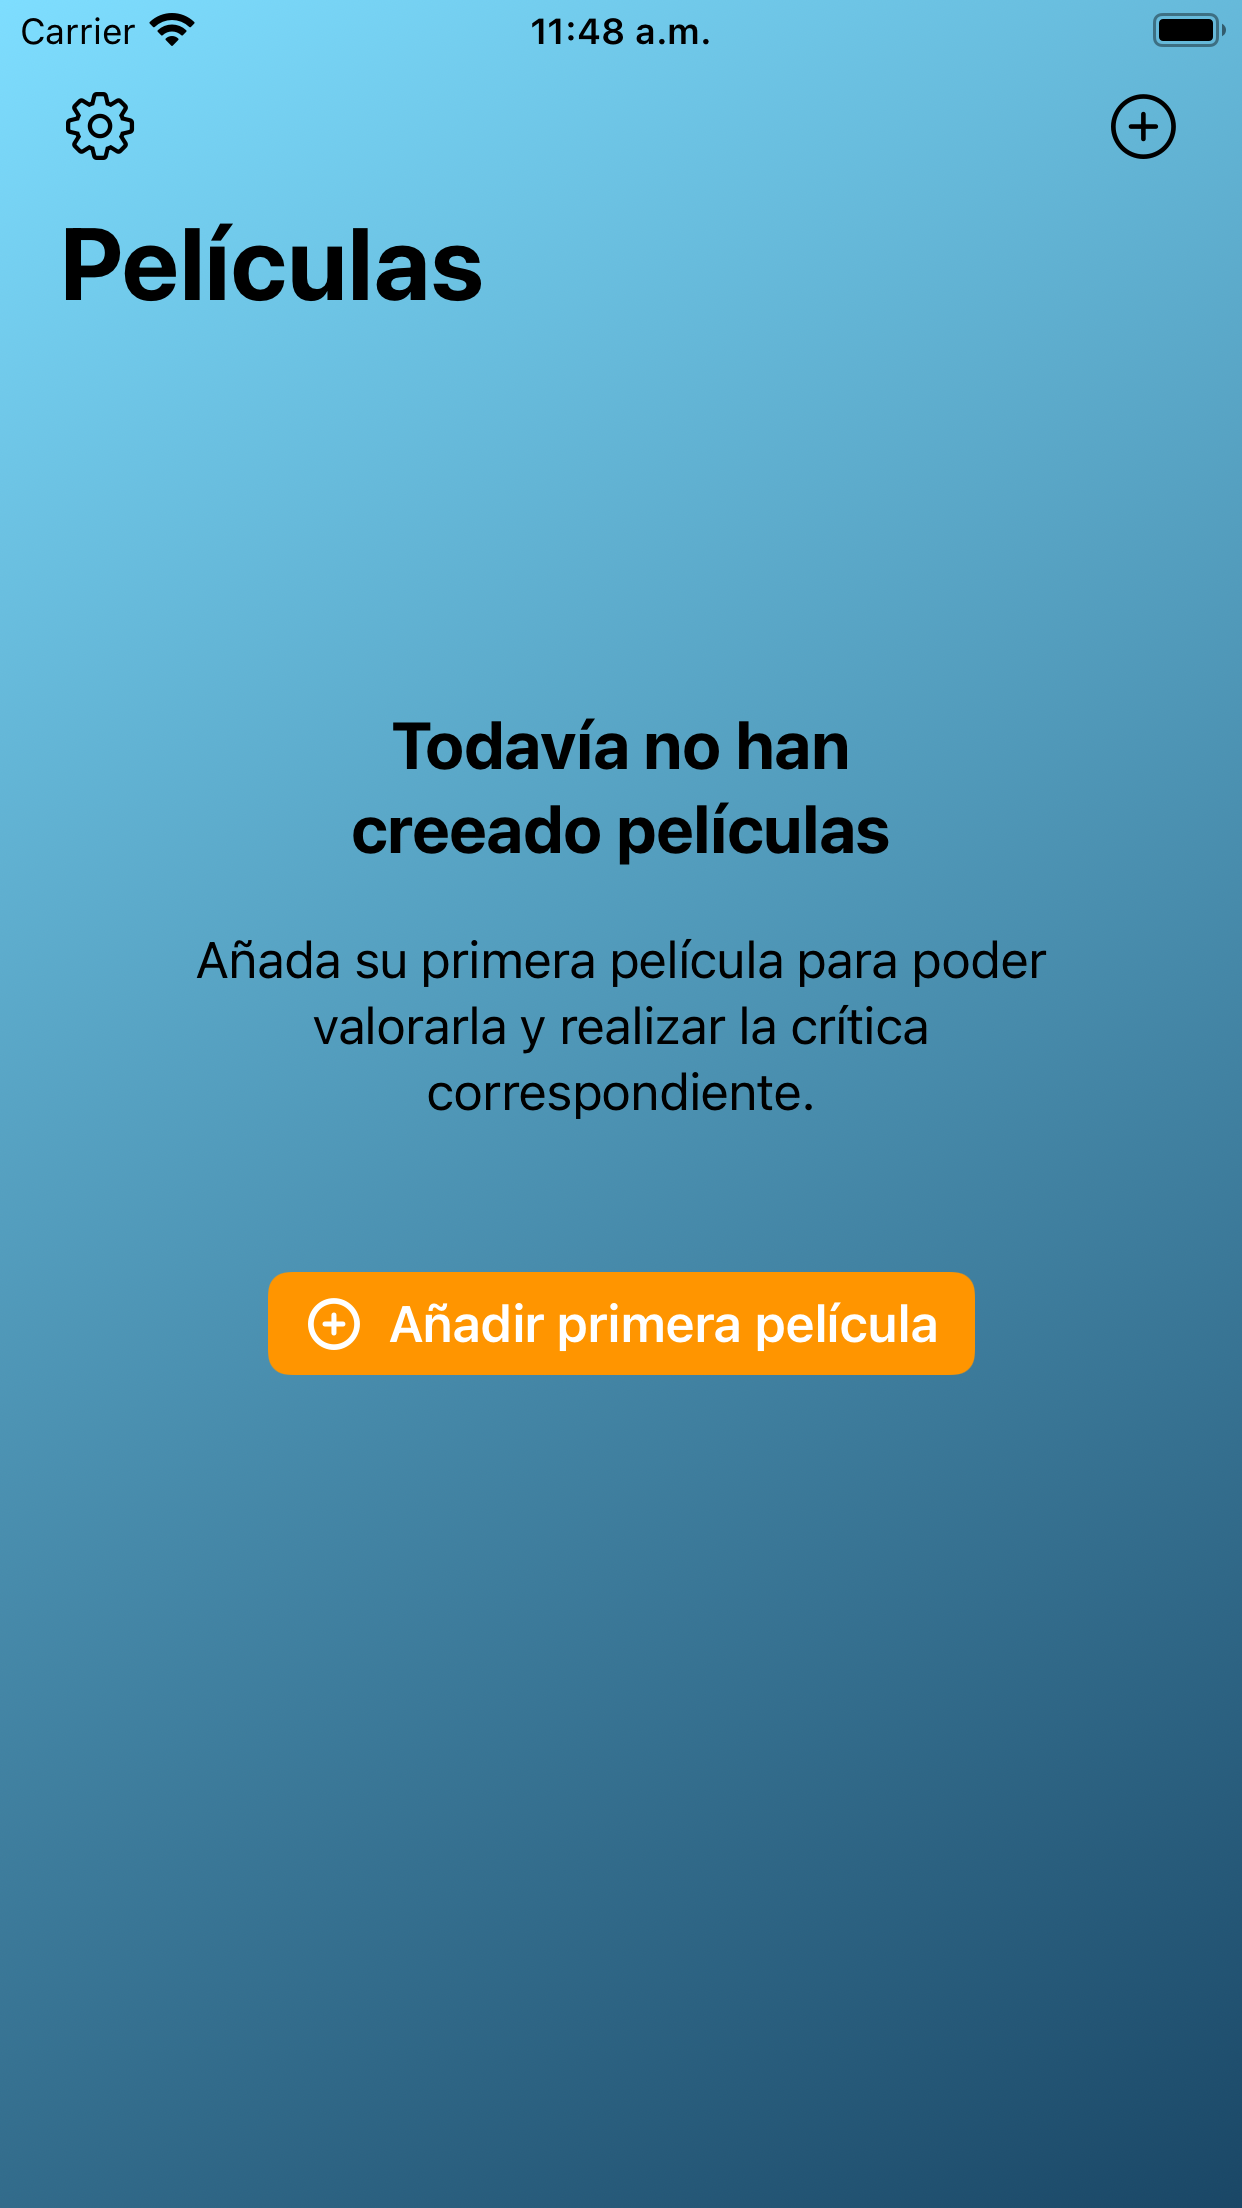 Carrier
11:48 a.m.
Películas
Todavía no han
creeado películas
Añada su primera película para poder
valorarla y realizar la crítica
correspondiente.
Añadir primera película